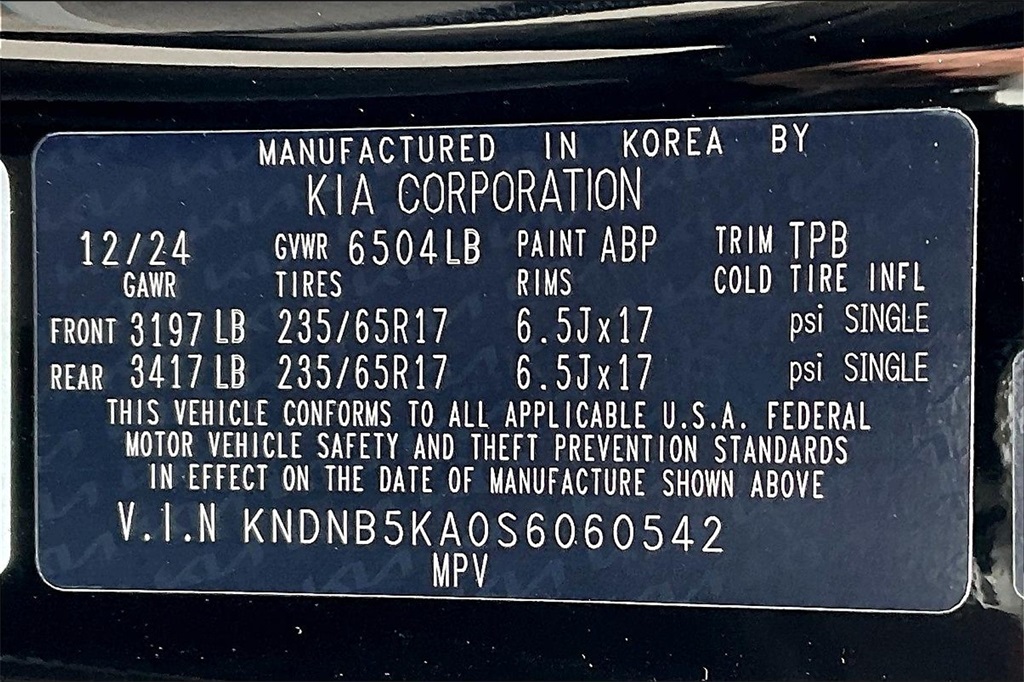 MANUFACTURED IN KOREA BY
KIA CORPORATION
12/24 GVWR 6504LB PAINT ABP TRIM TPB
GAWR TIRES RIMS COLD TIRE INFL
FRONT 3197 LB 235/65R17 6.5Jx17 psi SINGLE
REAR 3417 LB 235/65R17 6.5Jx17 psi SINGLE
THIS VEHICLE CONFORMS TO ALL APPLICABLE U.S.A. FEDERAL
MOTOR VEHICLE SAFETY AND THEFT PREVENTION STANDARDS
IN EFFECT ON THE DATE OF MANUFACTURE SHOWN ABOVE
V.I.N KNDNB5KA0S6060542
MPV